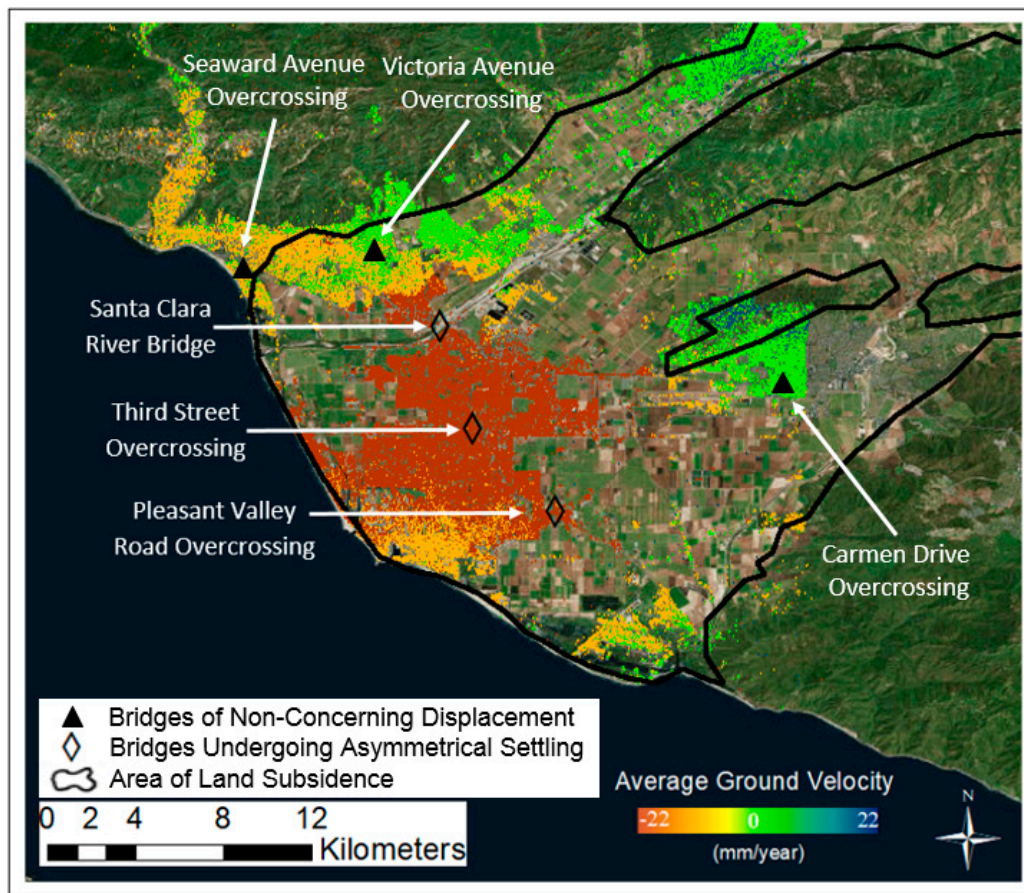 Seaward Avenue
Overcrossing
Victoria Avenue
Overcrossing
Santa Clara
River Bridge
Third Street
Overcrossing
Pleasant Valley
Road Overcrossing
Carmen Drive
Overcrossing
Bridges of Non-Concerning Displacement
Bridges Undergoing Asymmetrical Settling
Area of Land Subsidence
0 2 4 8 12
Kilometers
Average Ground Velocity
-22 0 22
(mm/year)
N